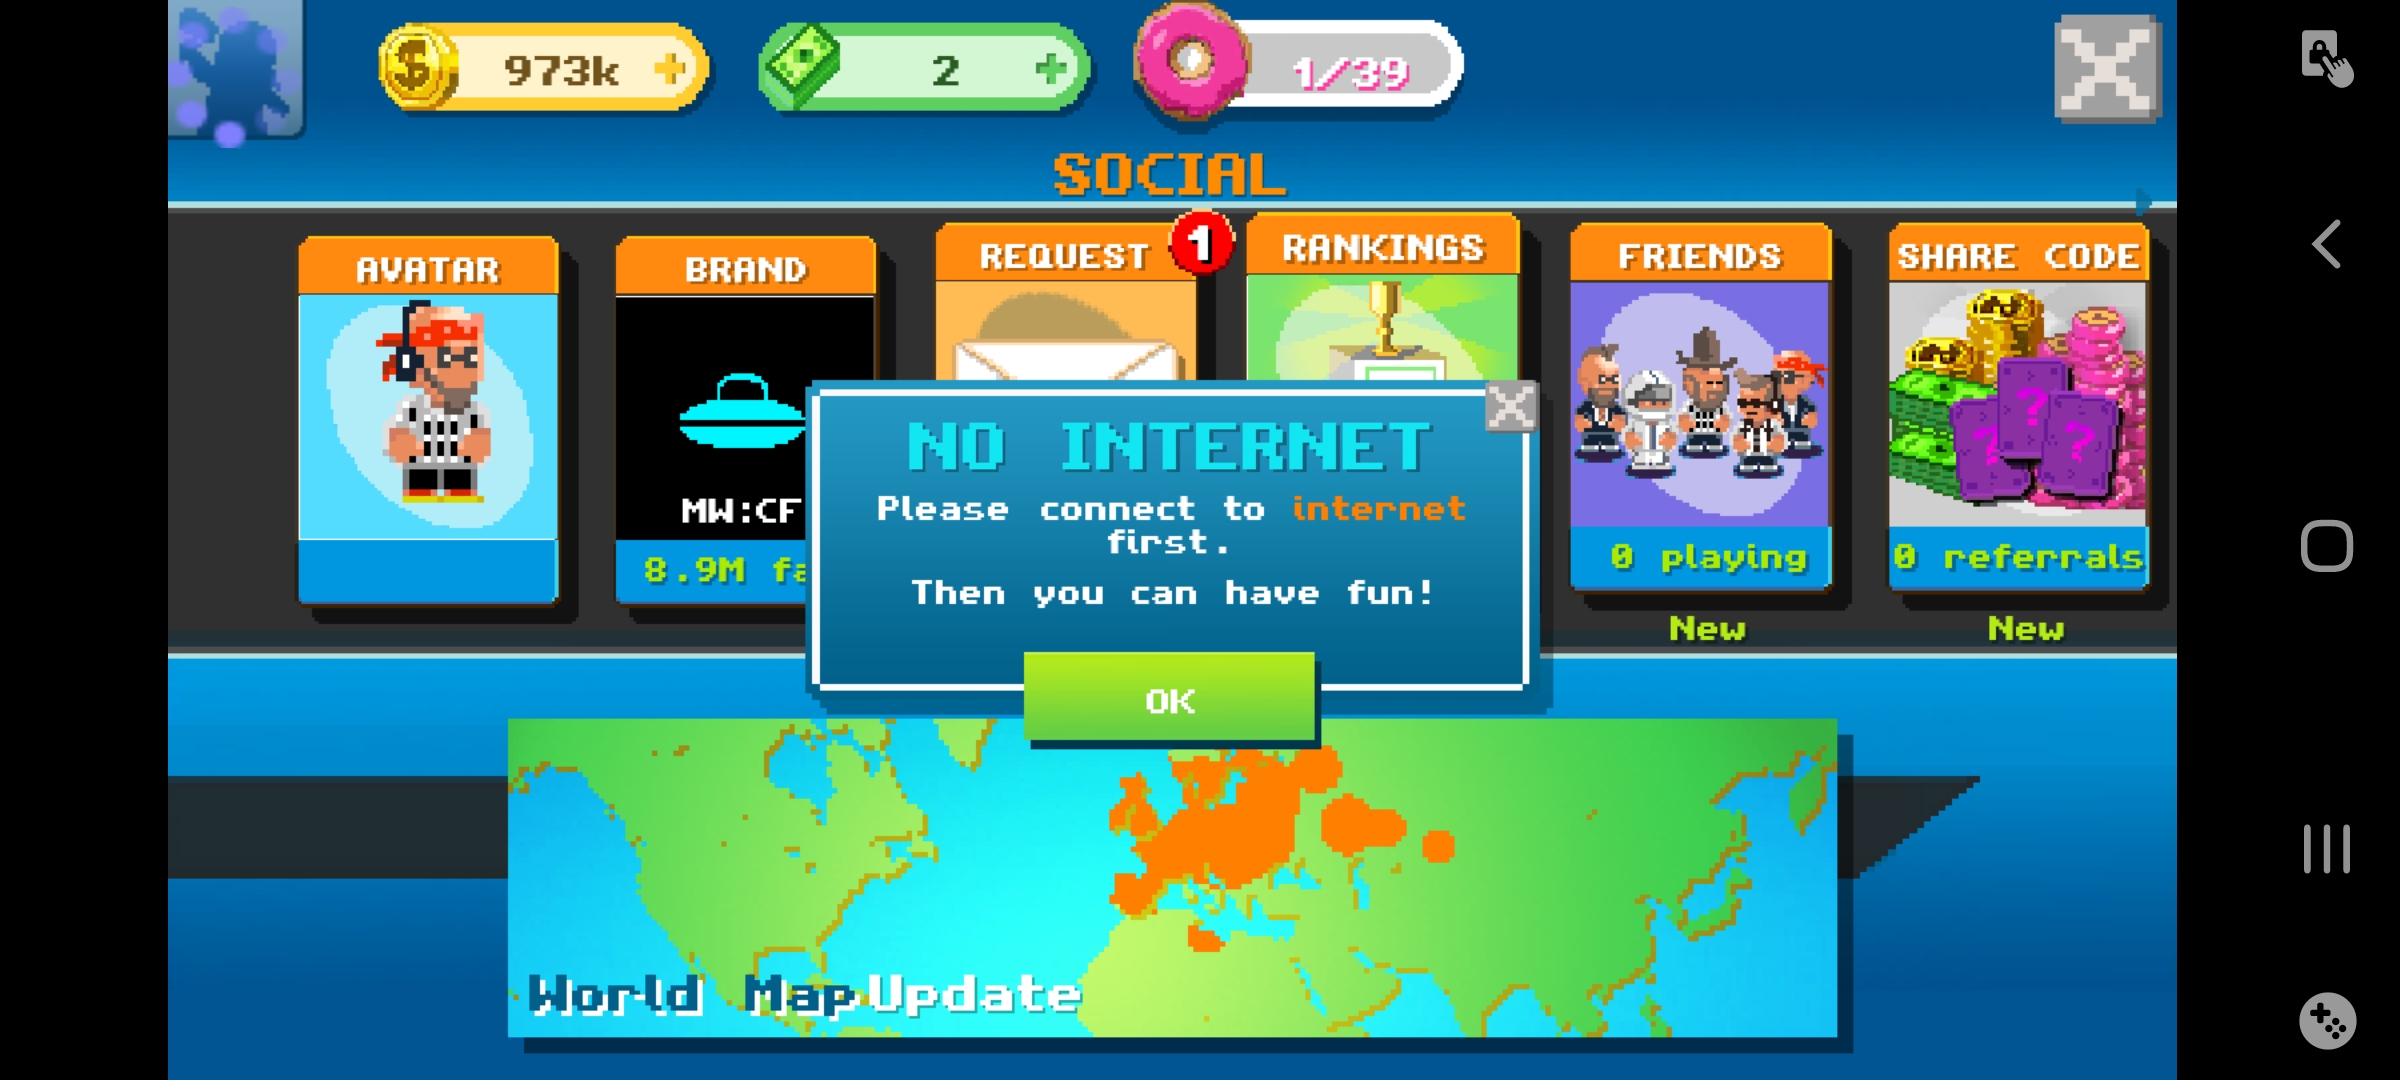 973k
2
1/39
SOCIAL
AVATAR
BRAND
REQUEST
1
RANKINGS
FRIENDS
SHARE CODE
MW:CF
8.9M fa
NO INTERNET
Please connect to internet
first.
Then you can have fun!
OK
0 playing
0 referrals
New
New
World Map Update